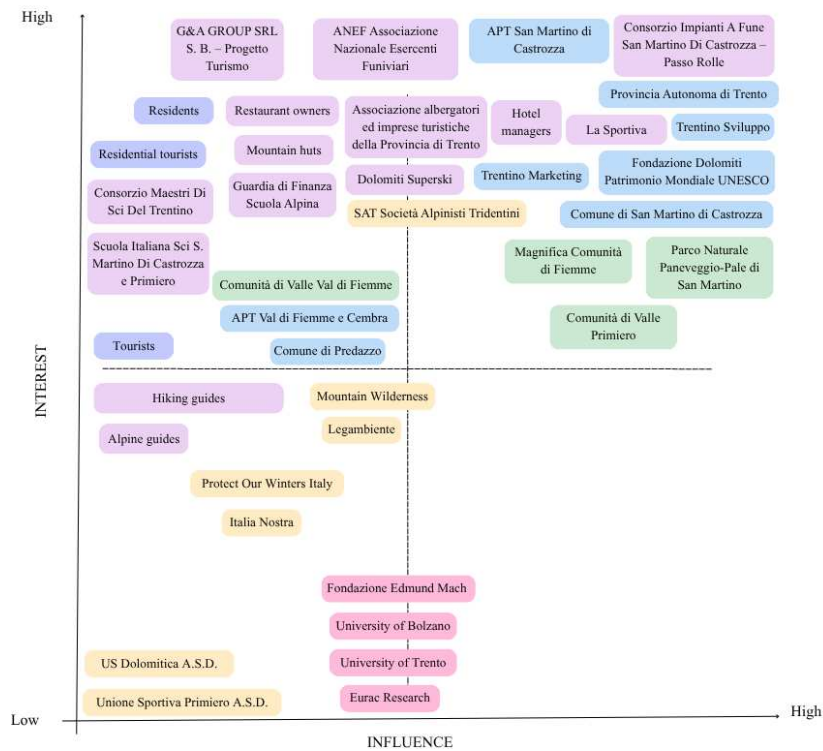 High
G&A GROUP SRL
S. B. – Progetto
Turismo
ANEF Associazione
Nazionale Esercenti
Funiviari
APT San Martino di
Castrozza
Consorzio Impianti A Fune
San Martino Di Castrozza –
Passo Rolle
Provincia Autonoma di Trento
Residents
Restaurant owners
Associazione albergatori
ed imprese turistiche
della Provincia di Trento
Hotel
managers
La Sportiva
Trentino Sviluppo
Residential tourists
Mountain huts
Fondazione Dolomiti
Patrimonio Mondiale UNESCO
Consorzio Maestri Di
Sci Del Trentino
Guardia di Finanza
Scuola Alpina
Dolomiti Superski
Trentino Marketing
SAT Società Alpinisti Tridentini
Comune di San Martino di Castrozza
Scuola Italiana Sci S.
Martino Di Castrozza
e Primiero
Magnifica Comunità
di Fiemme
Parco Naturale
Paneveggio-Pale di
San Martino
Comunità di Valle Val di Fiemme
APT Val di Fiemme e Cembra
Comunità di Valle
Primiero
Tourists
Comune di Predazzo
INTEREST
Hiking guides
Mountain Wilderness
Alpine guides
Legambiente
Protect Our Winters Italy
Italia Nostra
Fondazione Edmund Mach
University of Bolzano
US Dolomitica A.S.D.
University of Trento
Unione Sportiva Primiero A.S.D.
Eurac Research
Low
High
INFLUENCE